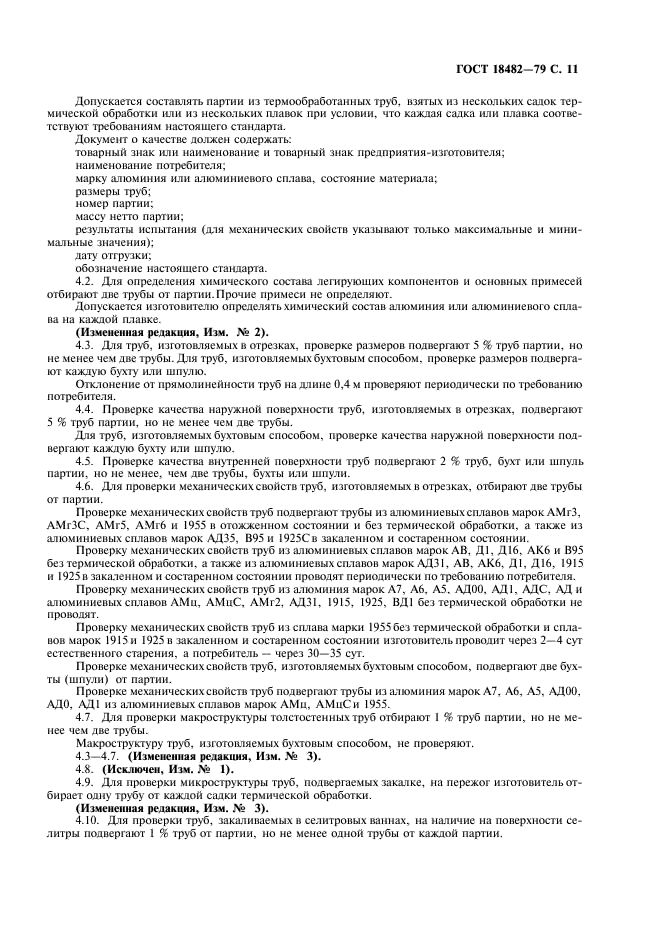 ГОСТ 18482—79 С. 11
Допускается составлять партии из термообработанных труб, взятых из нескольких садок тер-
мической обработки или из нескольких плавок при условии, что каждая садка или плавка соотве-
тствуют требованиям настоящего стандарта.
Документ о качестве должен содержать:
товарный знак или наименование и товарный знак предприятия-изготовителя;
наименование потребителя;
марку алюминия или алюминиевого сплава, состояние материала;
размеры труб;
номер партии;
массу нетто партии;
результаты испытания (для механических свойств указывают только максимальные и мини-
мальные значения);
дату отгрузки;
обозначение настоящего стандарта.
4.2. Для определения химического состава легирующих компонентов и основных примесей
отбирают две трубы от партии. Прочие примеси не определяют.
Допускается изготовителю определять химический состав алюминия или алюминиевого спла-
ва на каждой плавке.
(Измененная редакция, Изм. № 2).
4.3. Для труб, изготовляемых в отрезках, проверке размеров подвергают 5 % труб партии, но
не менее чем две трубы. Для труб, изготовляемых бухтовым способом, проверке размеров подверга-
ют каждую бухту или шпулю.
Отклонение от прямолинейности труб на длине 0,4 м проверяют периодически по требованию
потребителя.
4.4. Проверке качества наружной поверхности труб, изготовляемых в отрезках, подвергают
5 % труб партии, но не менее чем две трубы.
Для труб, изготовляемых бухтовым способом, проверке качества наружной поверхности под-
вергают каждую бухту или шпулю.
4.5. Проверке качества внутренней поверхности труб подвергают 2 % труб, бухт или шпуль
партии, но не менее, чем две трубы, бухты или шпули.
4.6. Для проверки механических свойств труб, изготовляемых в отрезках, отбирают две трубы
от партии.
Проверке механических свойств труб подвергают трубы из алюминиевых сплавов марок АМг3,
АМг3С, АМг5, АМг6 и 1955 в отожженном состоянии и без термической обработки, а также из
алюминиевых сплавов марок АД35, В95 и 1925С в закаленном и состаренном состоянии.
Проверку механических свойств труб из алюминиевых сплавов марок АВ, Д1, Д16, АК6 и В95
без термической обработки, а также из алюминиевых сплавов марок АД31, АВ, АК6, Д1, Д16, 1915
и 1925 в закаленном и состаренном состоянии проводят периодически по требованию потребителя.
Проверку механических свойств труб из алюминия марок А7, А6, А5, АД00, АД1, АДС, АД и
алюминиевых сплавов АМц, АМцС, АМг2, АД31, 1915, 1925, ВД1 без термической обработки не
проводят.
Проверку механических свойств труб из сплава марки 1955 без термической обработки и спла-
вов марок 1915 и 1925 в закаленном и состаренном состоянии изготовитель проводит через 2—4 сут
естественного старения, а потребитель — через 30—35 сут.
Проверке механических свойств труб, изготовляемых бухтовым способом, подвергают две бух-
ты (шпули) от партии.
Проверке механических свойств труб подвергают трубы из алюминия марок А7, А6, А5, АД00,
АД0, АД1 из алюминиевых сплавов марок АМц, АМцС и 1955.
4.7. Для проверки макроструктуры толстостенных труб отбирают 1 % труб партии, но не ме-
нее чем две трубы.
Макроструктуру труб, изготовляемых бухтовым способом, не проверяют.
4.3—4.7. (Измененная редакция, Изм. № 3).
4.8. (Исключен, Изм. № 1).
4.9. Для проверки микроструктуры труб, подвергаемых закалке, на пережог изготовитель от-
бирает одну трубу от каждой садки термической обработки.
(Измененная редакция, Изм. № 3).
4.10. Для проверки труб, закаливаемых в селитровых ваннах, на наличие на поверхности се-
литры подвергают 1 % труб от партии, но не менее одной трубы от каждой партии.